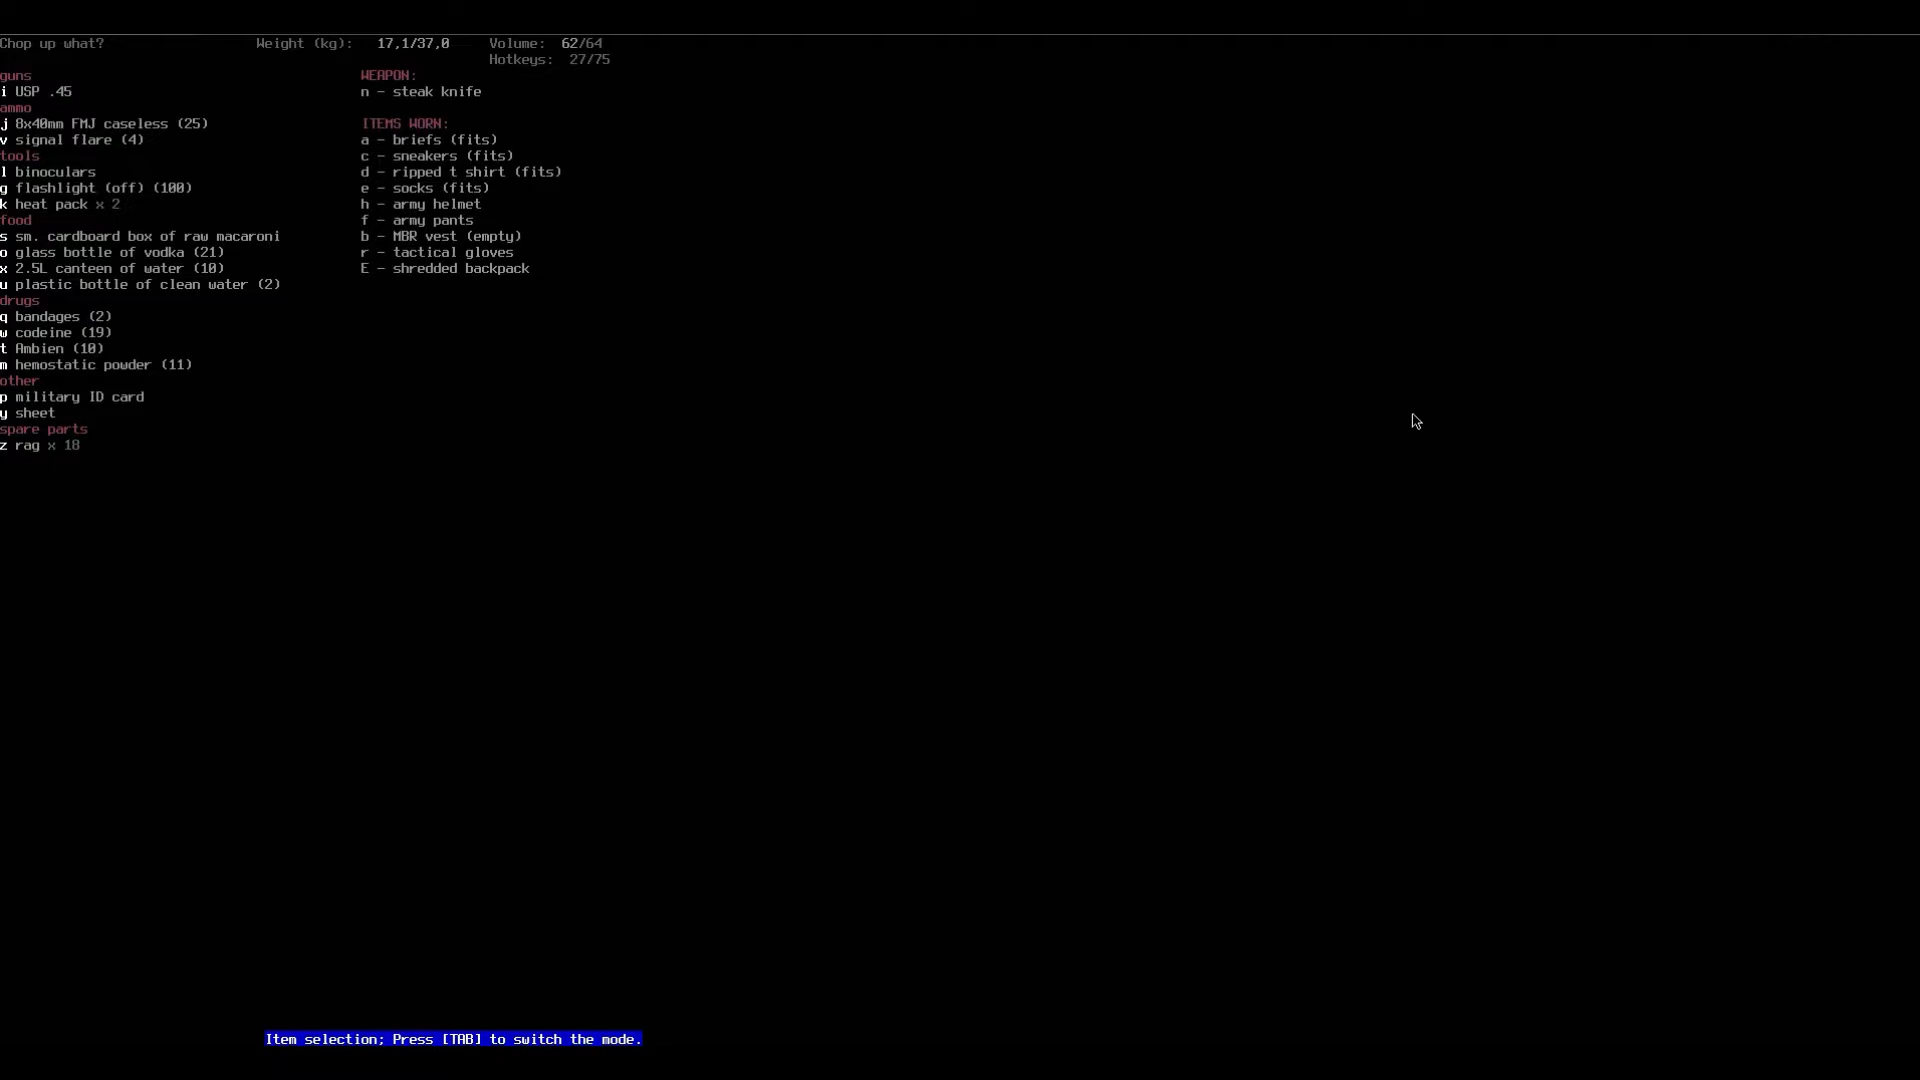 Chop up what? Weight (kg): 17,1/37,0 Volume: 62/64
Hotkeys: 27/75
guns
i USP .45
ammo
j 8x40mm FMJ caseless (25)
v signal flare (4)
tools
l binoculars
g flashlight (off) (100)
k heat pack x 2
food
s sm. cardboard box of raw macaroni
o glass bottle of vodka (21)
x 2.5L canteen of water (10)
u plastic bottle of clean water (2)
drugs
q bandages (2)
w codeine (19)
t Ambien (10)
m hemostatic powder (11)
other
p military ID card
y sheet
spare parts
z rag x 18
WEAPON:
n - steak knife
ITEMS WORN:
a - briefs (fits)
c - sneakers (fits)
d - ripped t shirt (fits)
e - socks (fits)
h - army helmet
f - army pants
b - MBR vest (empty)
r - tactical gloves
E - shredded backpack
Item selection; Press [TAB] to switch the mode.